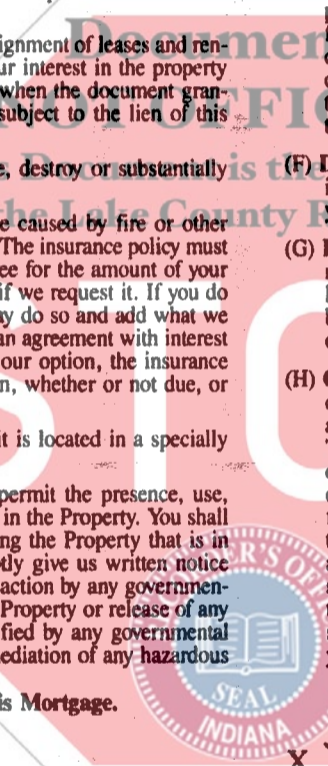 Document
ignment of leases and ren-
ur interest in the property
when the document gran-
subject to the lien of this
NOT OFFIC
e, destroy or substantially
(F)
s Document is the
the Lake County R
e caused by fire or other
The insurance policy must
(G)
ee for the amount of your
if we request it. If you do
ay do so and add what we
an agreement with interest
our option, the insurance
n, whether or not due, or
(H)
STO
it is located in a specially
permit the presence, use,
in the Property. You shall
ng the Property that is in
tly give us written notice
action by any governmen-
Property or release of any
fied by any governmental
ediation of any hazardous
RECORDER'S OFFICE
SEAL
INDIANA
is Mortgage.
X